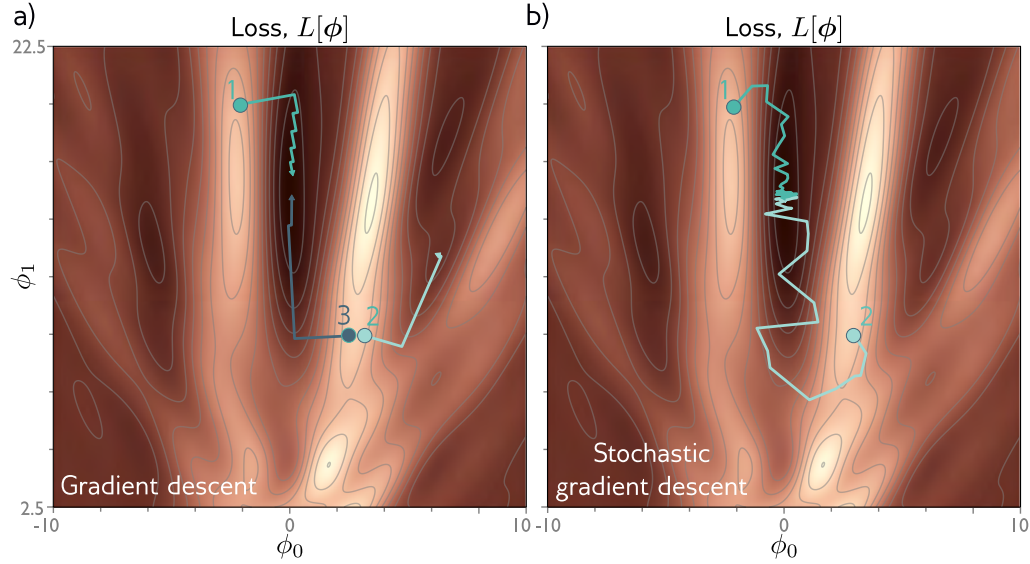 a)
Loss, L[ϕ]
22.5
ϕ₁
1
3
2
Gradient descent
2.5
-10
0
10
ϕ₀
b)
Loss, L[ϕ]
1
2
Stochastic
gradient descent
-10
0
10
ϕ₀